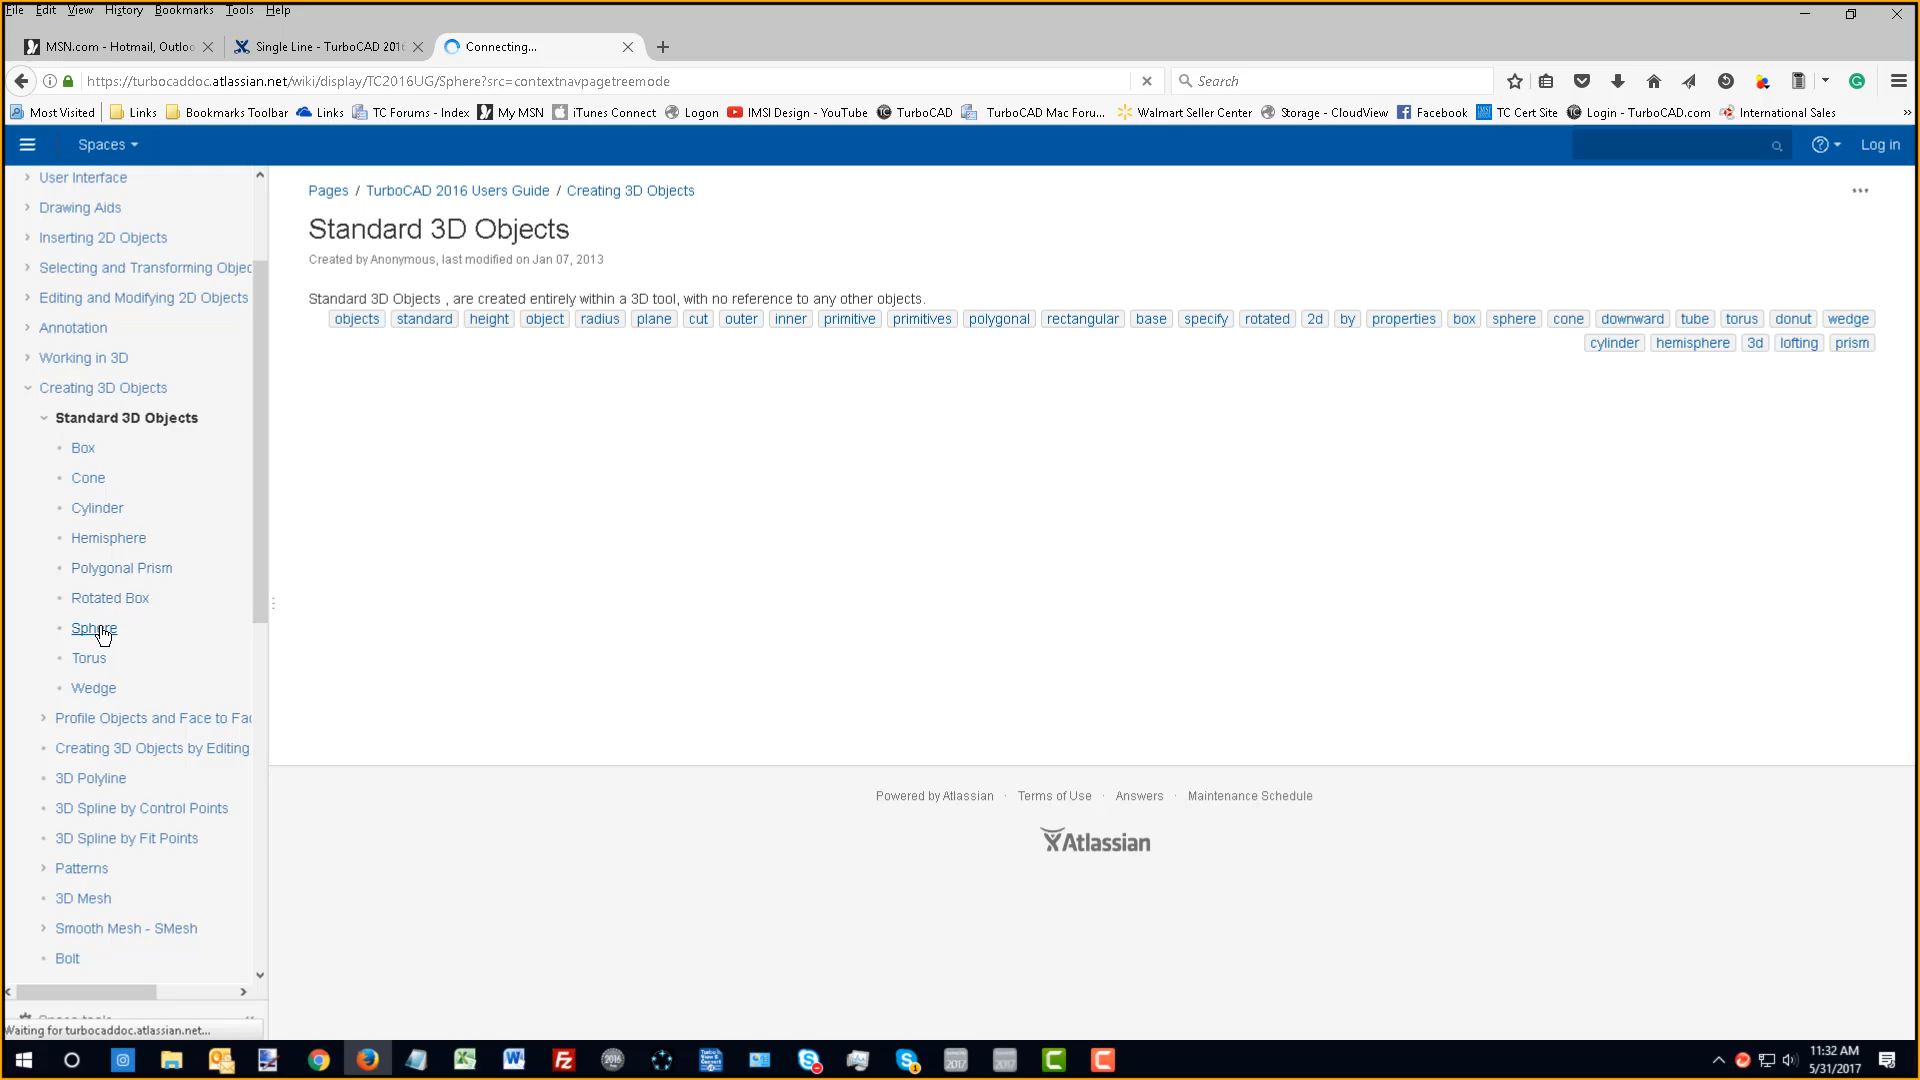 File Edit View History Bookmarks Tools Help
MSN.com - Hotmail, Outloo
Single Line - TurboCAD 201
Connecting...
https://turbocaddoc.atlassian.net/wiki/display/TC2016UG/Sphere?src=contextnavpagetreemode
Search
Most Visited Links Bookmarks Toolbar Links TC Forums - Index My MSN iTunes Connect Logon IMSI Design - YouTube TurboCAD TurboCAD Mac Foru... Walmart Seller Center Storage - CloudView Facebook TC Cert Site Login - TurboCAD.com International Sales »
Spaces
Log in
User Interface
Drawing Aids
Inserting 2D Objects
Selecting and Transforming Objec
Editing and Modifying 2D Objects
Annotation
Working in 3D
Creating 3D Objects
Standard 3D Objects
Box
Cone
Cylinder
Hemisphere
Polygonal Prism
Rotated Box
Sphere
Torus
Wedge
Profile Objects and Face to Fac
Creating 3D Objects by Editing
3D Polyline
3D Spline by Control Points
3D Spline by Fit Points
Patterns
3D Mesh
Smooth Mesh - SMesh
Bolt
Waiting for turbocaddoc.atlassian.net...
Pages / TurboCAD 2016 Users Guide / Creating 3D Objects
Standard 3D Objects
Created by Anonymous, last modified on Jan 07, 2013
Standard 3D Objects , are created entirely within a 3D tool, with no reference to any other objects.
objects standard height object radius plane cut outer inner primitive primitives polygonal rectangular base specify rotated 2d by properties box sphere cone downward tube torus donut wedge
cylinder hemisphere 3d lofting prism
Powered by Atlassian · Terms of Use · Answers · Maintenance Schedule
Atlassian
11:32 AM
5/31/2017